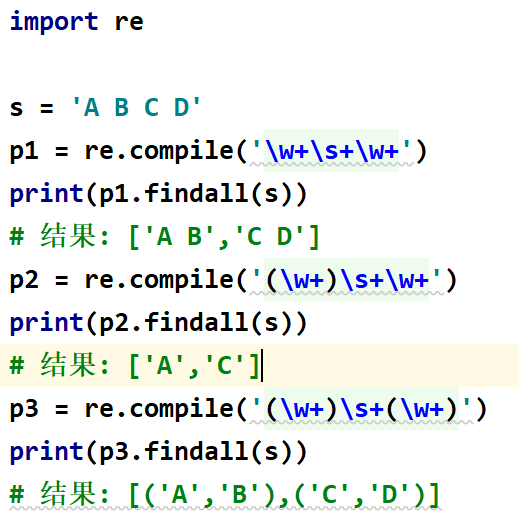 import re
s = 'A B C D'
p1 = re.compile('\w+\s+\w+')
print(p1.findall(s))
# 结果: ['A B','C D']
p2 = re.compile('(\w+)\s+\w+')
print(p2.findall(s))
# 结果: ['A','C']
p3 = re.compile('(\w+)\s+(\w+)')
print(p3.findall(s))
# 结果: [('A','B'),('C','D')]